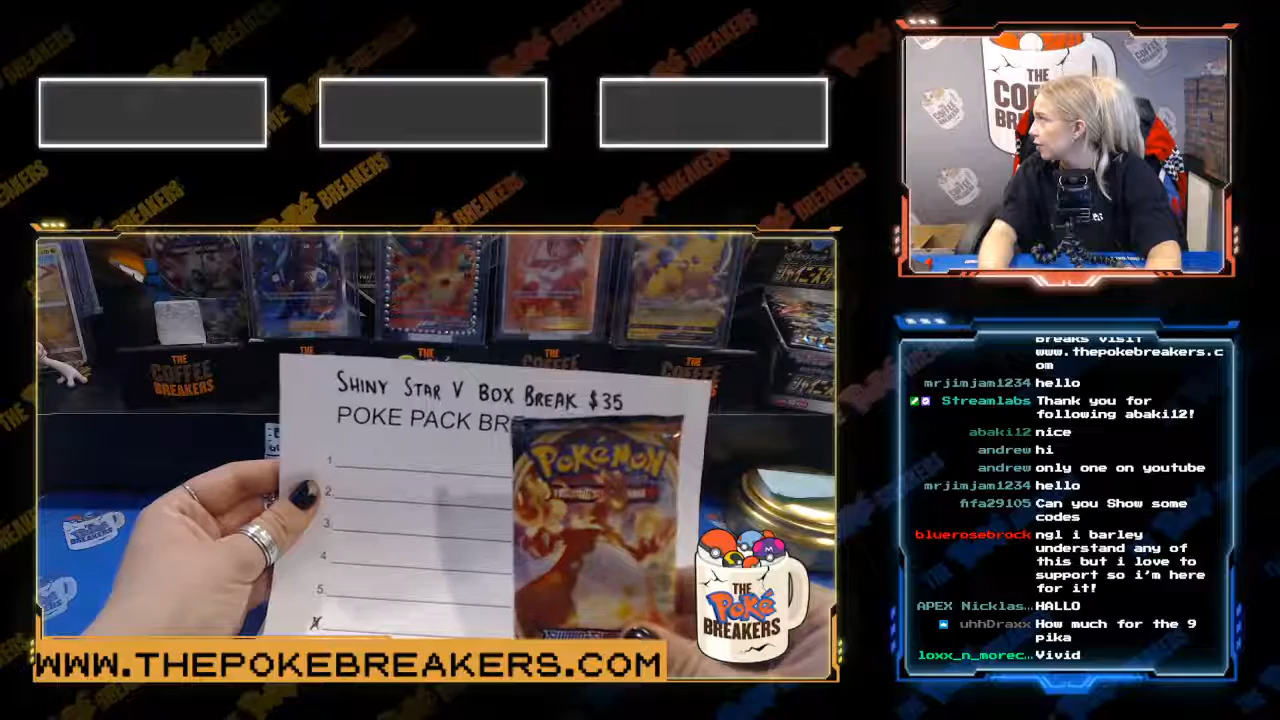 THE
COFFEE
BREAKERS
SHINY STAR V BOX BREAK $35
POKE PACK BR
1
2.
3
4
5.
X
POKéMON
THE
Poké
BREAKERS
WWW.THEPOKEBREAKERS.COM
THE
breaks visit
www.thepokebreakers.c
om
mrjimjam1234 hello
Streamlabs Thank you for
following abaki12!
abaki12 nice
andrew hi
andrew only one on youtube
mrjimjam1234 hello
fifa29105 Can you Show some
codes
bluerosebrock ngl i barley
understand any of
this but i love to
support so i'm here
for it!
APEX Nicklas… HALLO
uhhDraxx How much for the 9
pika
loxx_n_morec… Vivid